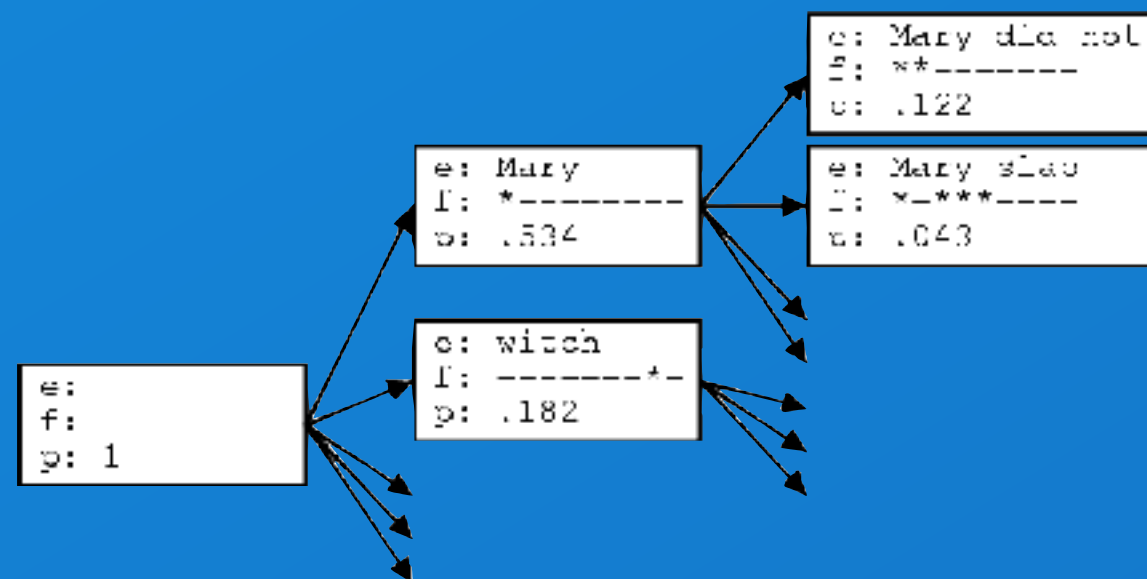 e:
f:
p: 1
e: Mary
f: *--------
p: .534
e: witch
f: -------*-
p: .182
e: Mary did not
f: **-------
p: .122
e: Mary slap
f: *-***----
p: .043